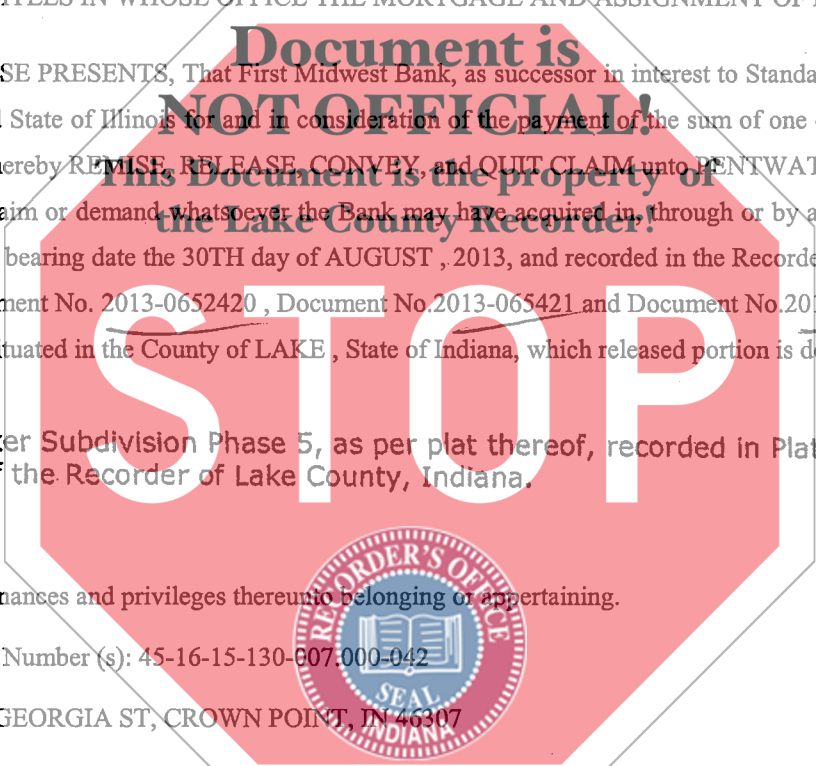 TEES IN WHOSE OFFICE THE MORTGAGE AND ASSIGNMENT OF
Document is
SE PRESENTS, That First Midwest Bank, as successor in interest to Standa
NOT OFFICIAL!
State of Illinois for and in consideration of the payment of the sum of one
This Document is the property of
ereby REMISE, RELEASE, CONVEY, and QUIT CLAIM unto PENTWAT
the Lake County Recorder!
aim or demand whatsoever the Bank may have acquired in, through or by a
bearing date the 30TH day of AUGUST , 2013, and recorded in the Recorde
ment No. 2013-0652420 , Document No.2013-065421 and Document No.201
ituated in the County of LAKE , State of Indiana, which released portion is d
STOP
er Subdivision Phase 5, as per plat thereof, recorded in Plat
f the Recorder of Lake County, Indiana.
RECORDER'S OFFICE
nances and privileges thereunto belonging or appertaining.
Number (s): 45-16-15-130-007.000-042
SEAL
GEORGIA ST, CROWN POINT, IN 46307
INDIANA